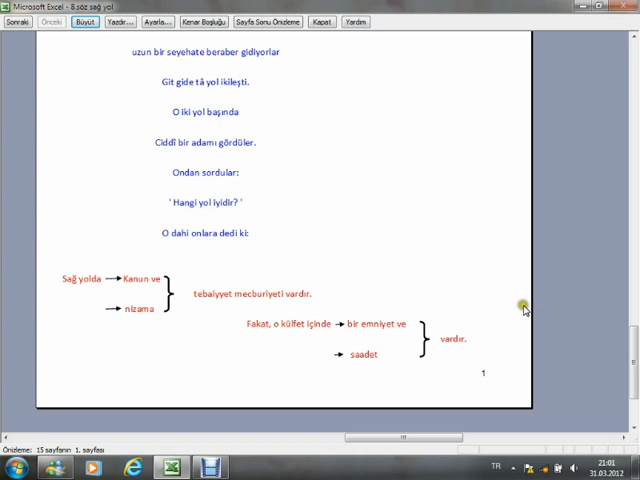 Microsoft Excel - 8.söz sağ yol
Sonraki Önceki Büyüt Yazdır... Ayarla... Kenar Boşluğu Sayfa Sonu Önizleme Kapat Yardım
uzun bir seyehate beraber gidiyorlar
Git gide tâ yol ikileşti.
O iki yol başında
Ciddî bir adamı gördüler.
Ondan sordular:
' Hangi yol iyidir? '
O dahi onlara dedi ki:
Sağ yolda → Kanun ve
tebaiyyet mecburiyeti vardır.
→ nizama
Fakat, o külfet içinde → bir emniyet ve
vardır.
→ saadet
1
Önizleme: 15 sayfanın 1. sayfası
TR
21:01
31.03.2012